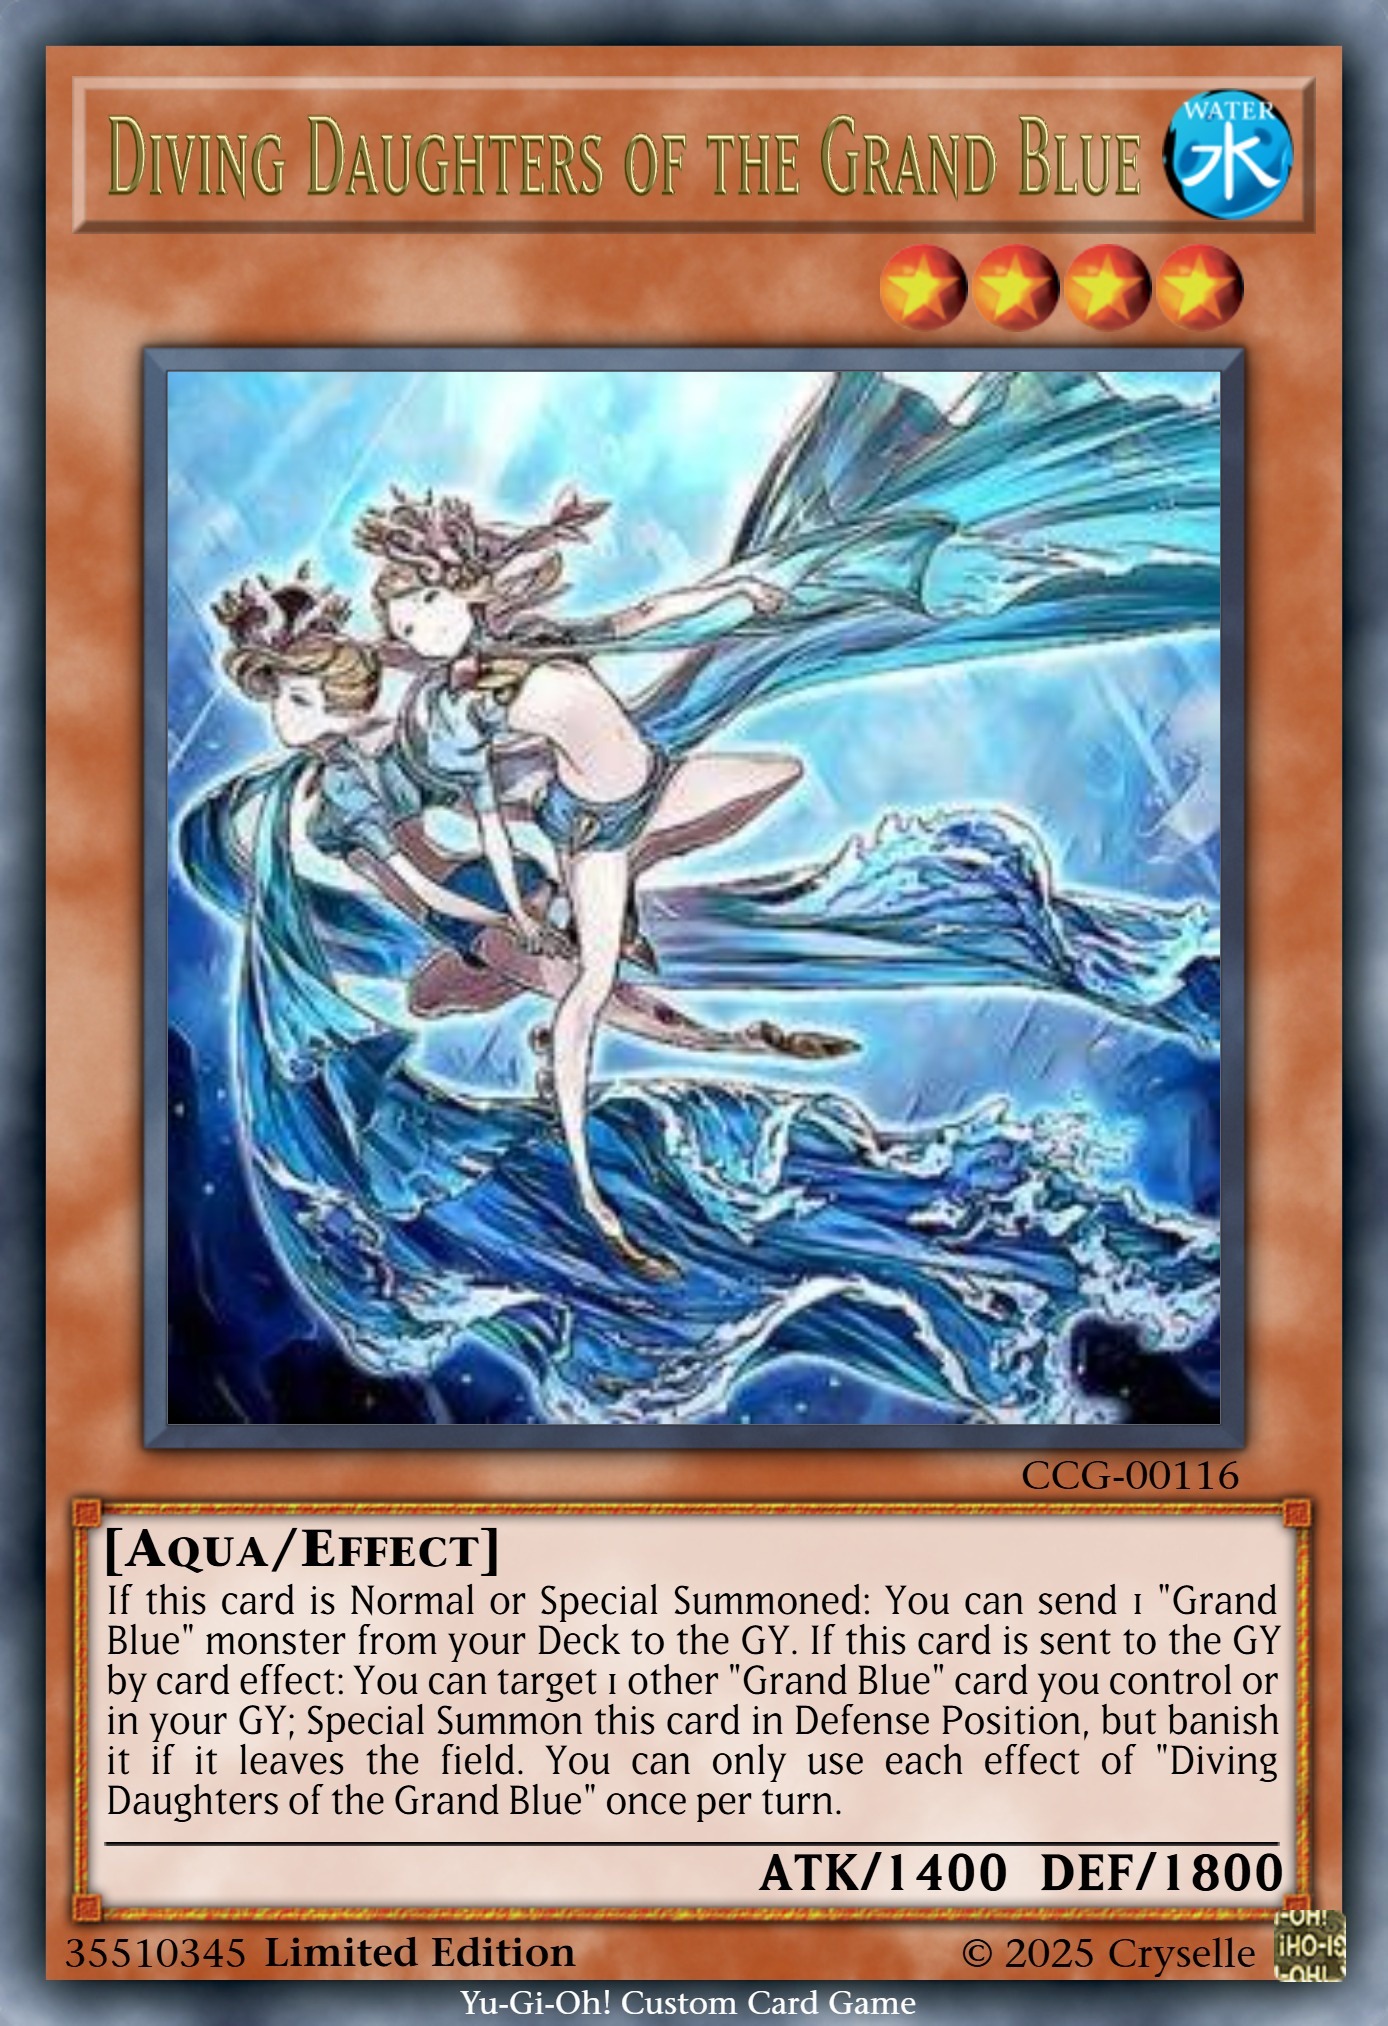 Diving Daughters of the Grand Blue
WATER
水
CCG-00116
[Aqua/Effect]
If this card is Normal or Special Summoned: You can send 1 "Grand
Blue" monster from your Deck to the GY. If this card is sent to the GY
by card effect: You can target 1 other "Grand Blue" card you control or
in your GY; Special Summon this card in Defense Position, but banish
it if it leaves the field. You can only use each effect of "Diving
Daughters of the Grand Blue" once per turn.
ATK/1400 DEF/1800
35510345 Limited Edition
© 2025 Cryselle
Yu-Gi-Oh! Custom Card Game